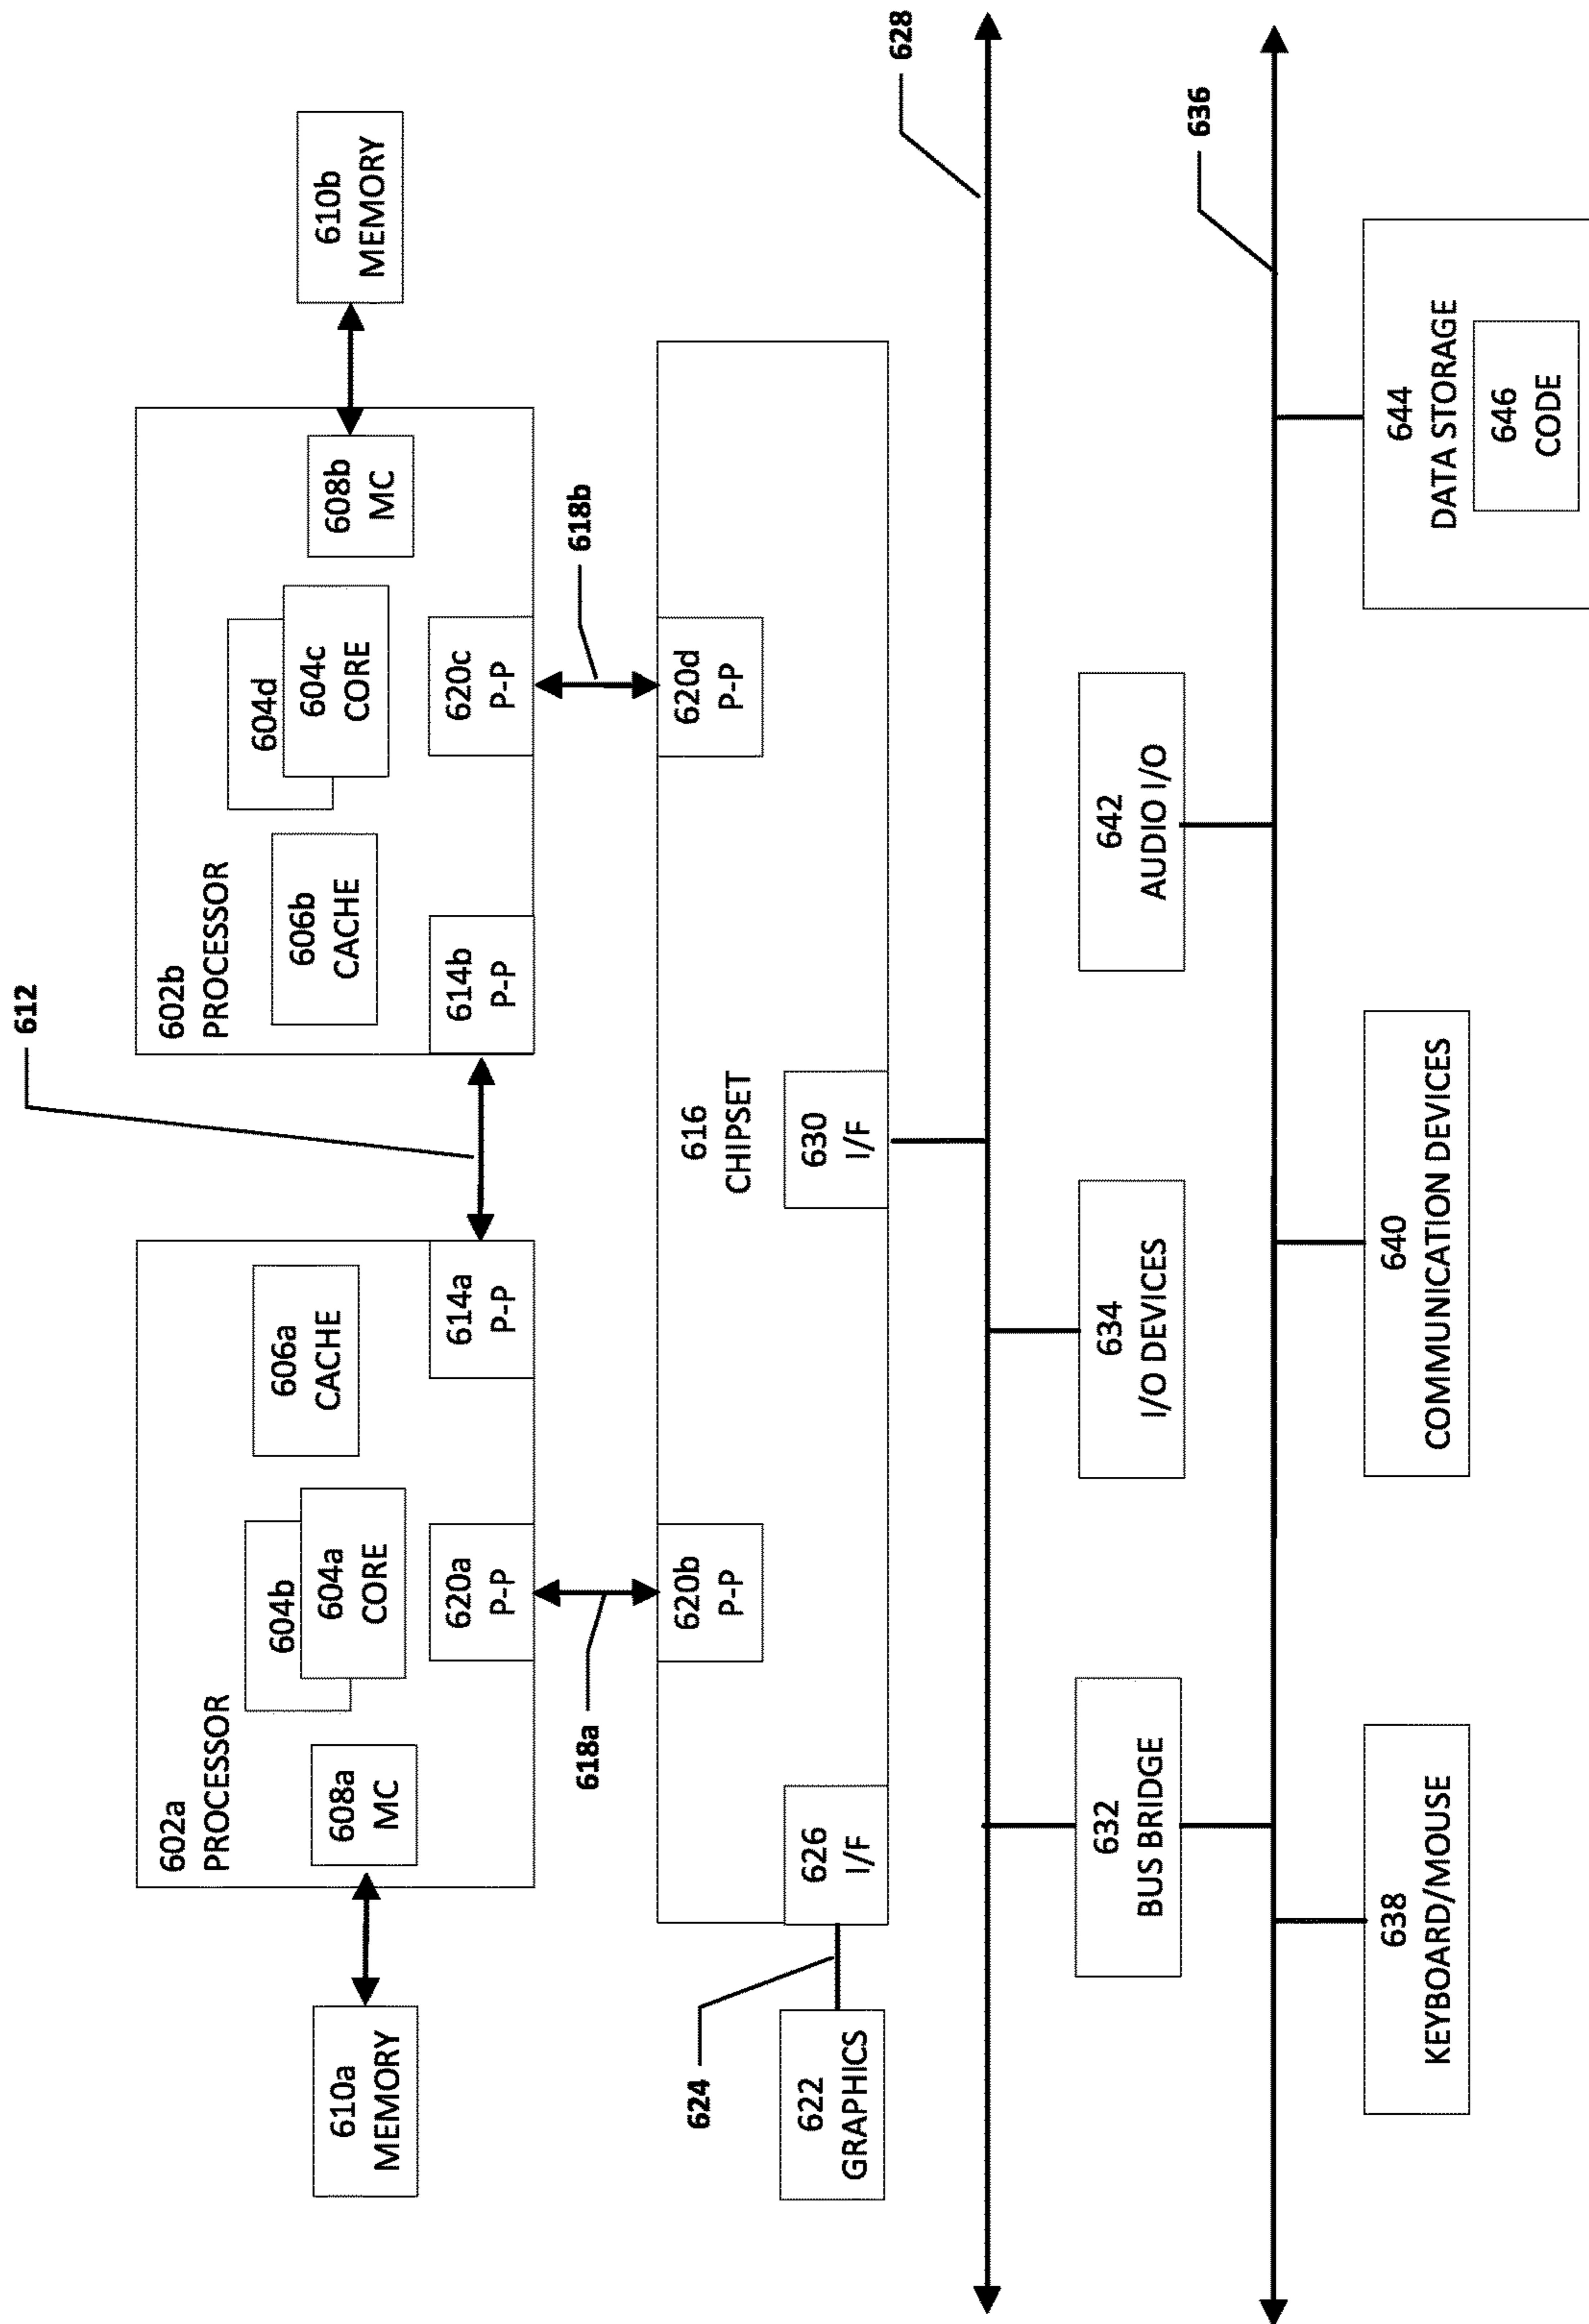 612
602a
PROCESSOR
604b
604a
CORE
606a
CACHE
608a
MC
610a
MEMORY
620a
P-P
614a
P-P
602b
PROCESSOR
606b
CACHE
604d
604c
CORE
608b
MC
610b
MEMORY
614b
P-P
620c
P-P
618a
618b
620b
P-P
616
CHIPSET
620d
P-P
624
622
GRAPHICS
626
I/F
630
I/F
628
632
BUS BRIDGE
634
I/O DEVICES
642
AUDIO I/O
636
638
KEYBOARD/MOUSE
640
COMMUNICATION DEVICES
644
DATA STORAGE
646
CODE